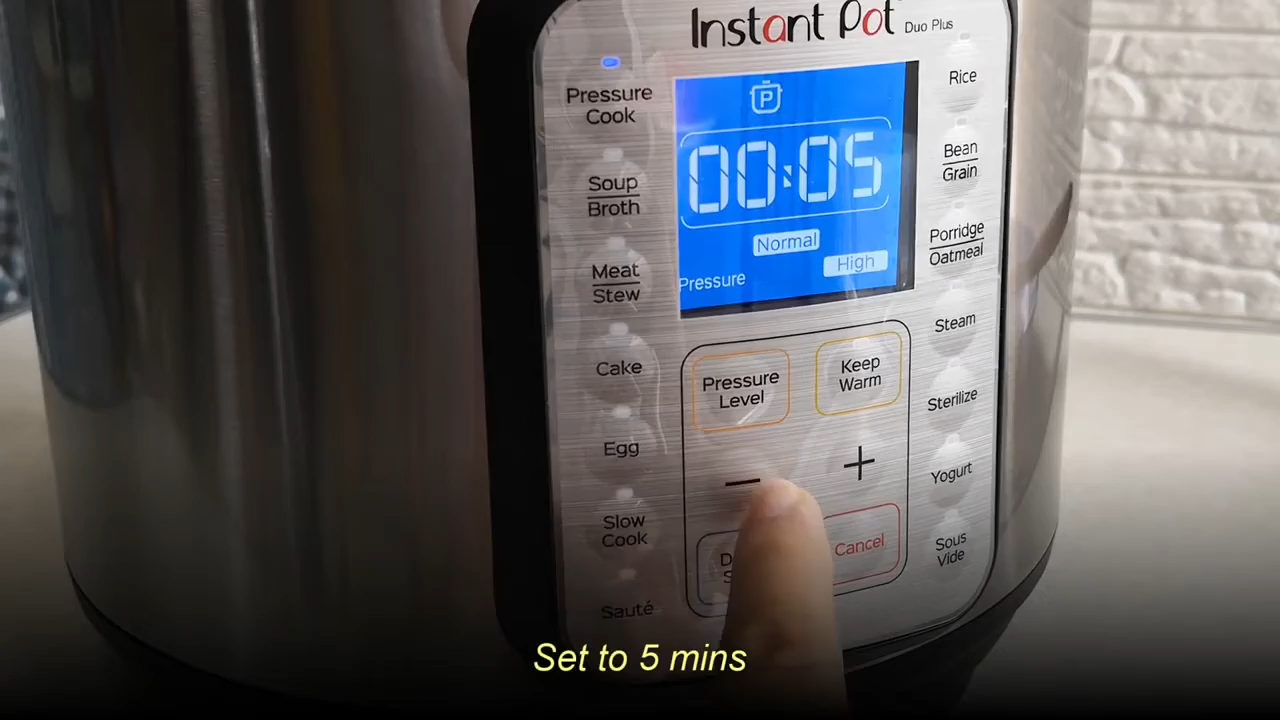 Instant Pot Duo Plus
Pressure
Cook
Soup
Broth
Meat
Stew
Cake
Egg
Slow
Cook
Sauté
P
00:05
Normal
High
Pressure
Pressure
Level
Keep
Warm
− +
Cancel
Rice
Bean
Grain
Porridge
Oatmeal
Steam
Sterilize
Yogurt
Sous
Vide
Set to 5 mins